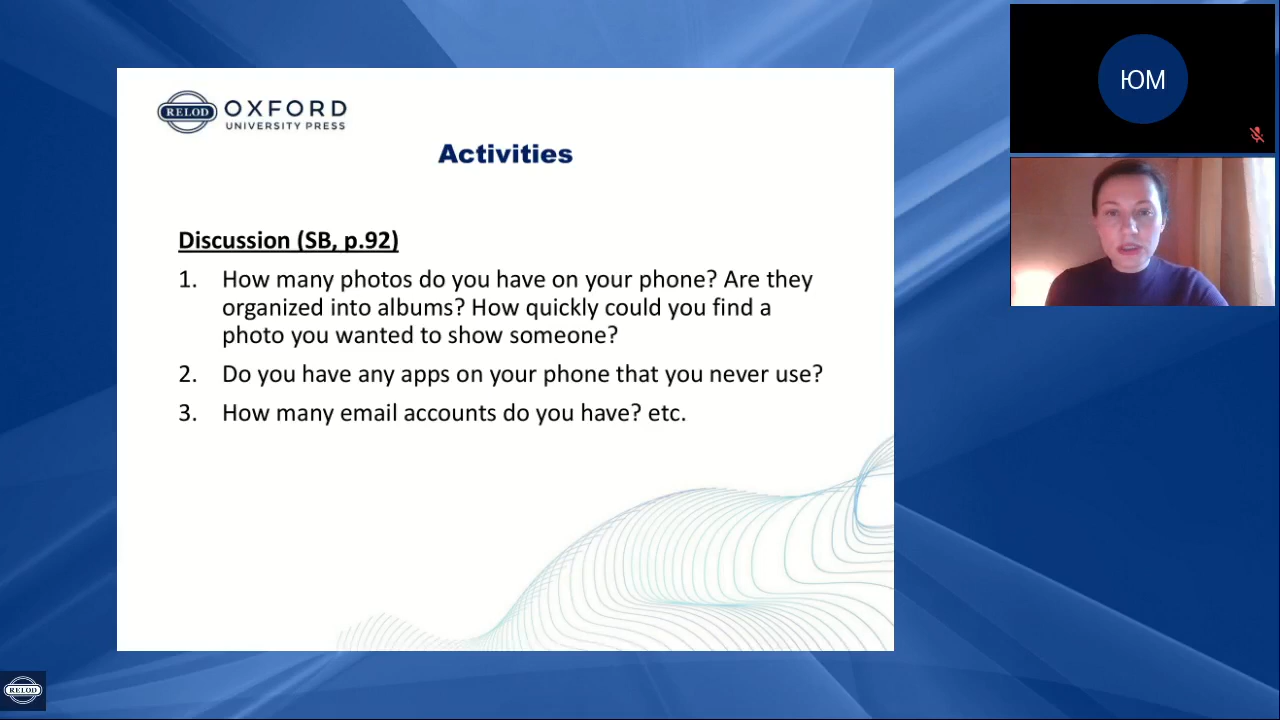 RELOD
OXFORD
UNIVERSITY PRESS
Activities
Discussion (SB, p.92)
1. How many photos do you have on your phone? Are they
organized into albums? How quickly could you find a
photo you wanted to show someone?
2. Do you have any apps on your phone that you never use?
3. How many email accounts do you have? etc.
ЮМ
RELOD